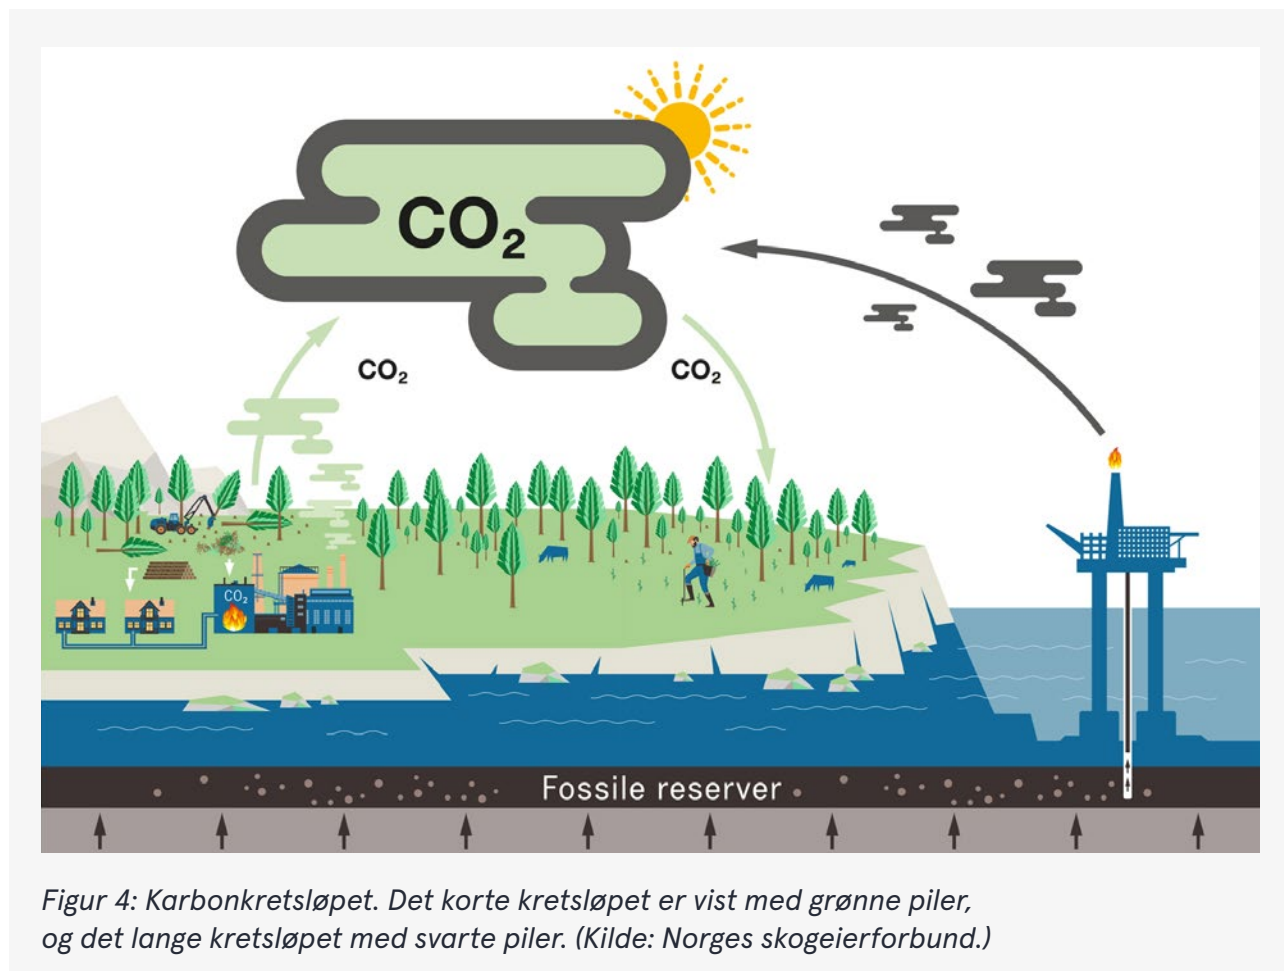 CO₂
CO₂
CO₂
CO₂
Fossile reserver
Figur 4: Karbonkretsløpet. Det korte kretsløpet er vist med grønne piler,
og det lange kretsløpet med svarte piler. (Kilde: Norges skogeierforbund.)